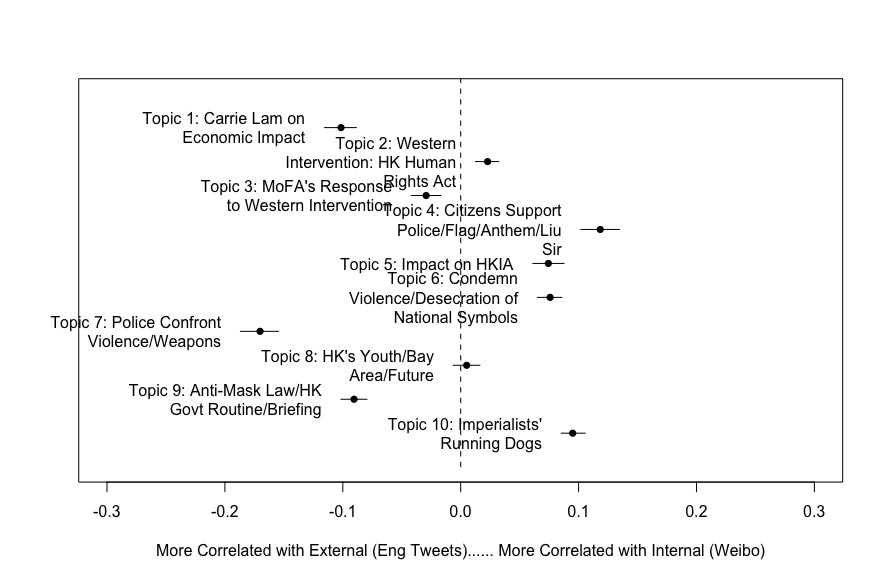 Topic 1: Carrie Lam on
Economic Impact
Topic 2: Western
Intervention: HK Human
Rights Act
Topic 3: MoFA's Response
to Western Intervention
Topic 4: Citizens Support
Police/Flag/Anthem/Liu
Sir
Topic 5: Impact on HKIA
Topic 6: Condemn
Violence/Desecration of
National Symbols
Topic 7: Police Confront
Violence/Weapons
Topic 8: HK's Youth/Bay
Area/Future
Topic 9: Anti-Mask Law/HK
Govt Routine/Briefing
Topic 10: Imperialists'
Running Dogs
-0.3 -0.2 -0.1 0.0 0.1 0.2 0.3
More Correlated with External (Eng Tweets)...... More Correlated with Internal (Weibo)